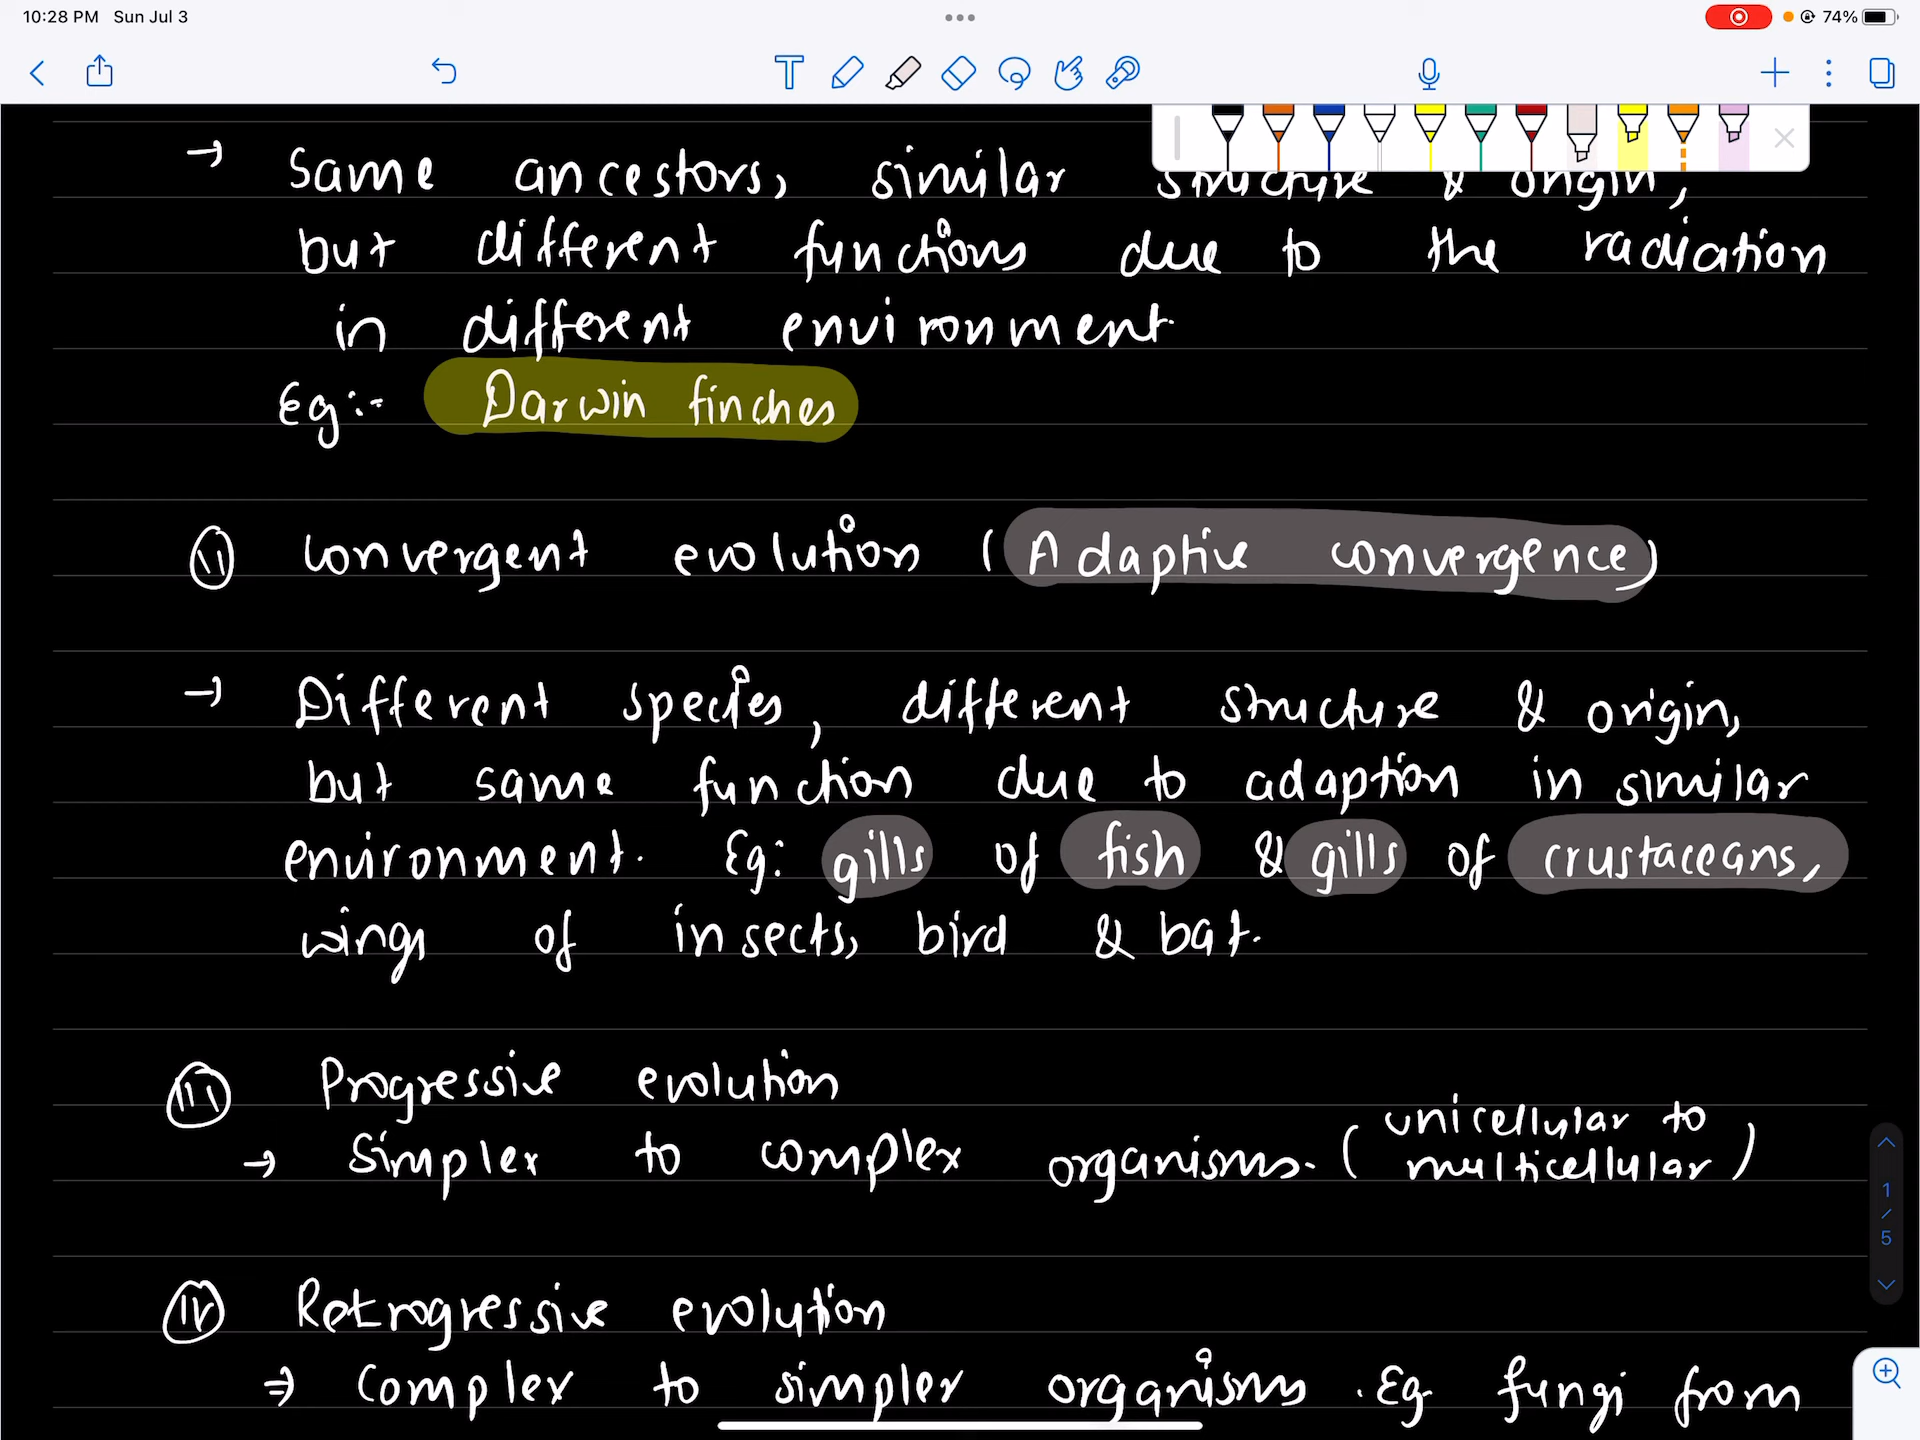 10:28 PM Sun Jul 3
74%
→ Same ancestors, similar structure & origin,
but different functions due to the radiation
in different environment.
Eg:- Darwin finches
(ii) Convergent evolution (Adaptive convergence)
→ Different species, different structure & origin,
but same function due to adaption in similar
environment. Eg: gills of fish & gills of crustaceans,
wings of insects, bird & bat.
(iii) Progressive evolution
→ Simplex to complex organisms. (unicellular to
multicellular)
1
/
5
(iv) Retrogressive evolution
⇒ Complex to simpler organisms. Eg fungi from